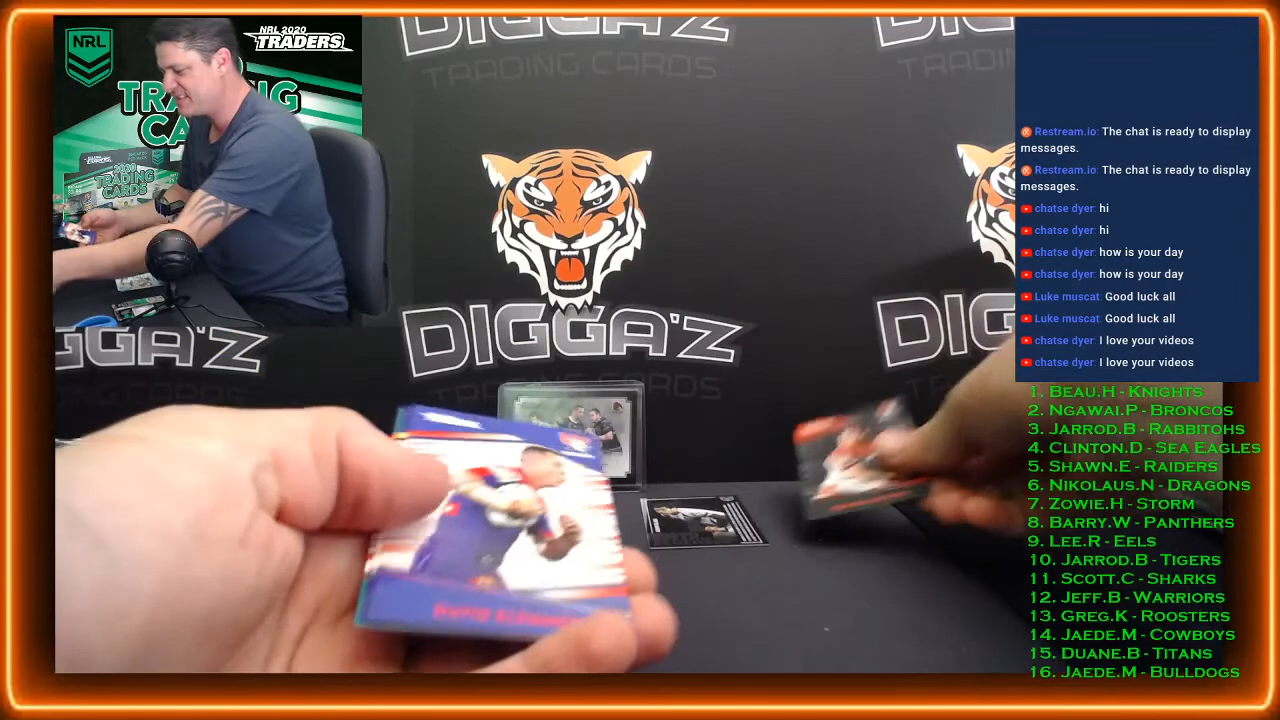 NRL
NRL 2020
TRADERS
2020
TRADING
CARDS
DIGGA'Z
TRADING CARDS
DIGGA'Z
TRADING CARDS
Restream.io: The chat is ready to display
messages.
Restream.io: The chat is ready to display
messages.
chatse dyer: hi
chatse dyer: hi
chatse dyer: how is your day
chatse dyer: how is your day
Luke muscat: Good luck all
Luke muscat: Good luck all
chatse dyer: I love your videos
chatse dyer: I love your videos
1. Beau.H - Knights
2. Ngawai.P - Broncos
3. Jarrod.B - Rabbitohs
4. Clinton.D - Sea Eagles
5. Shawn.E - Raiders
6. Nikolaus.N - Dragons
7. Zowie.H - Storm
8. Barry.W - Panthers
9. Lee.R - Eels
10. Jarrod.B - Tigers
11. Scott.C - Sharks
12. Jeff.B - Warriors
13. Greg.K - Roosters
14. Jaede.M - Cowboys
15. Duane.B - Titans
16. Jaede.M - Bulldogs